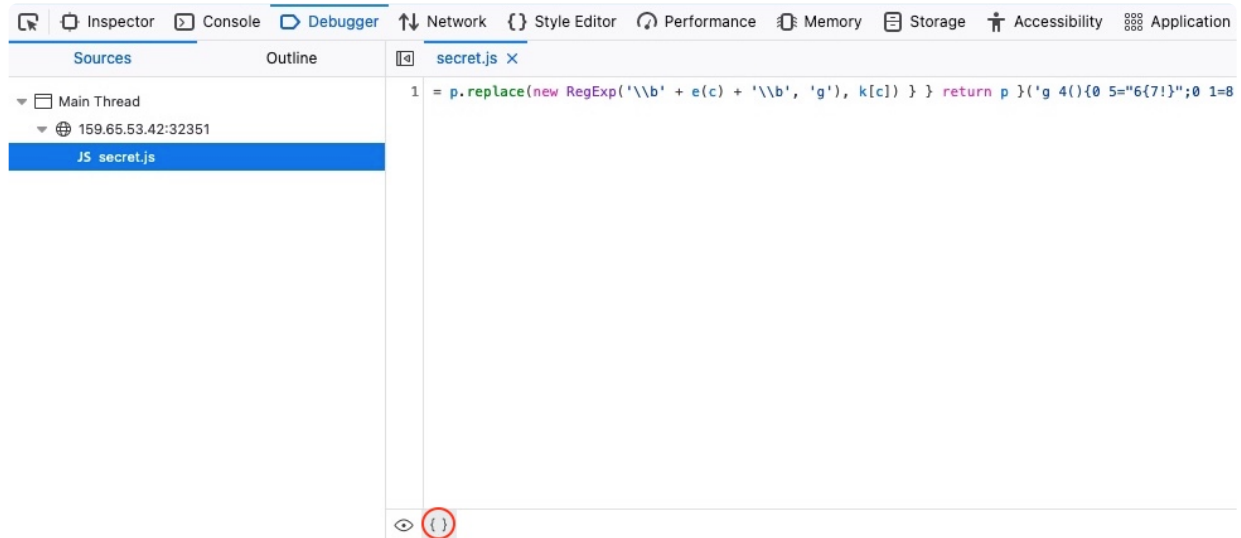 Inspector Console Debugger Network {} Style Editor Performance Memory Storage Accessibility Application
Sources Outline secret.js ×
1 = p.replace(new RegExp('\\b' + e(c) + '\\b', 'g'), k[c]) } } return p }('g 4(){0 5="6{7!}";0 1=8
Main Thread
159.65.53.42:32351
JS secret.js
{ }